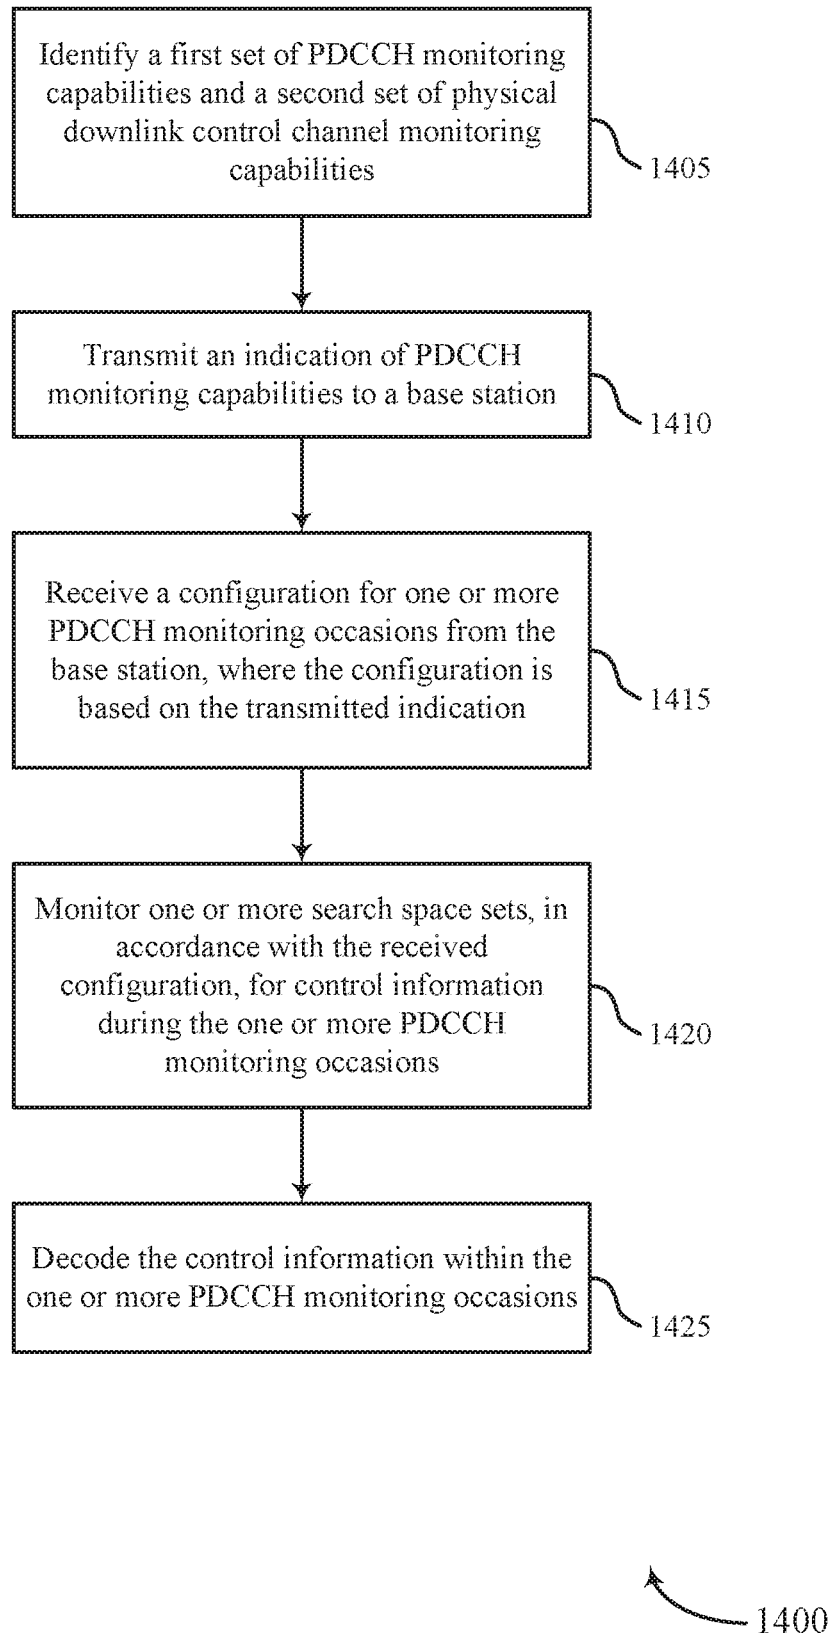 Identify a first set of PDCCH monitoring
capabilities and a second set of physical
downlink control channel monitoring
capabilities
1405
Transmit an indication of PDCCH
monitoring capabilities to a base station
1410
Receive a configuration for one or more
PDCCH monitoring occasions from the
base station, where the configuration is
based on the transmitted indication
1415
Monitor one or more search space sets, in
accordance with the received
configuration, for control information
during the one or more PDCCH
monitoring occasions
1420
Decode the control information within the
one or more PDCCH monitoring occasions
1425
1400